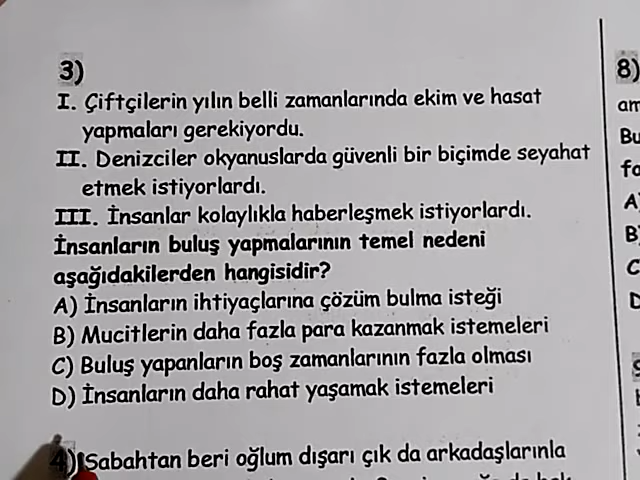 3)
I. Çiftçilerin yılın belli zamanlarında ekim ve hasat
yapmaları gerekiyordu.
II. Denizciler okyanuslarda güvenli bir biçimde seyahat
etmek istiyorlardı.
III. İnsanlar kolaylıkla haberleşmek istiyorlardı.
İnsanların buluş yapmalarının temel nedeni
aşağıdakilerden hangisidir?
A) İnsanların ihtiyaçlarına çözüm bulma isteği
B) Mucitlerin daha fazla para kazanmak istemeleri
C) Buluş yapanların boş zamanlarının fazla olması
D) İnsanların daha rahat yaşamak istemeleri
4) Sabahtan beri oğlum dışarı çık da arkadaşlarınla
8)
Bu
A)
B)
C
D